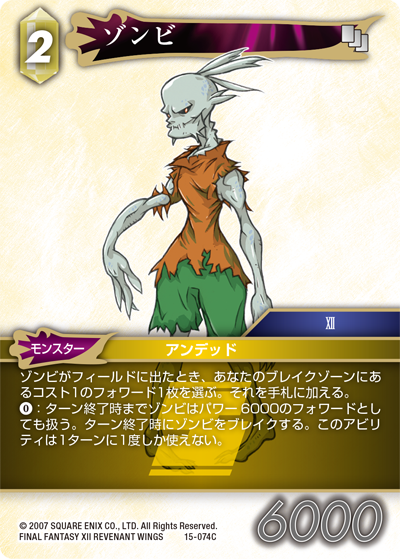 2
ゾンビ
XII
モンスター
アンデッド
ゾンビがフィールドに出たとき、あなたのブレイクゾーンにあ
るコスト1のフォワード1枚を選ぶ。それを手札に加える。
0：ターン終了時までゾンビはパワー6000のフォワードとし
ても扱う。ターン終了時にゾンビをブレイクする。このアビリ
ティは1ターンに1度しか使えない。
© 2007 SQUARE ENIX CO., LTD. All Rights Reserved.
FINAL FANTASY XII REVENANT WINGS 15-074C
6000